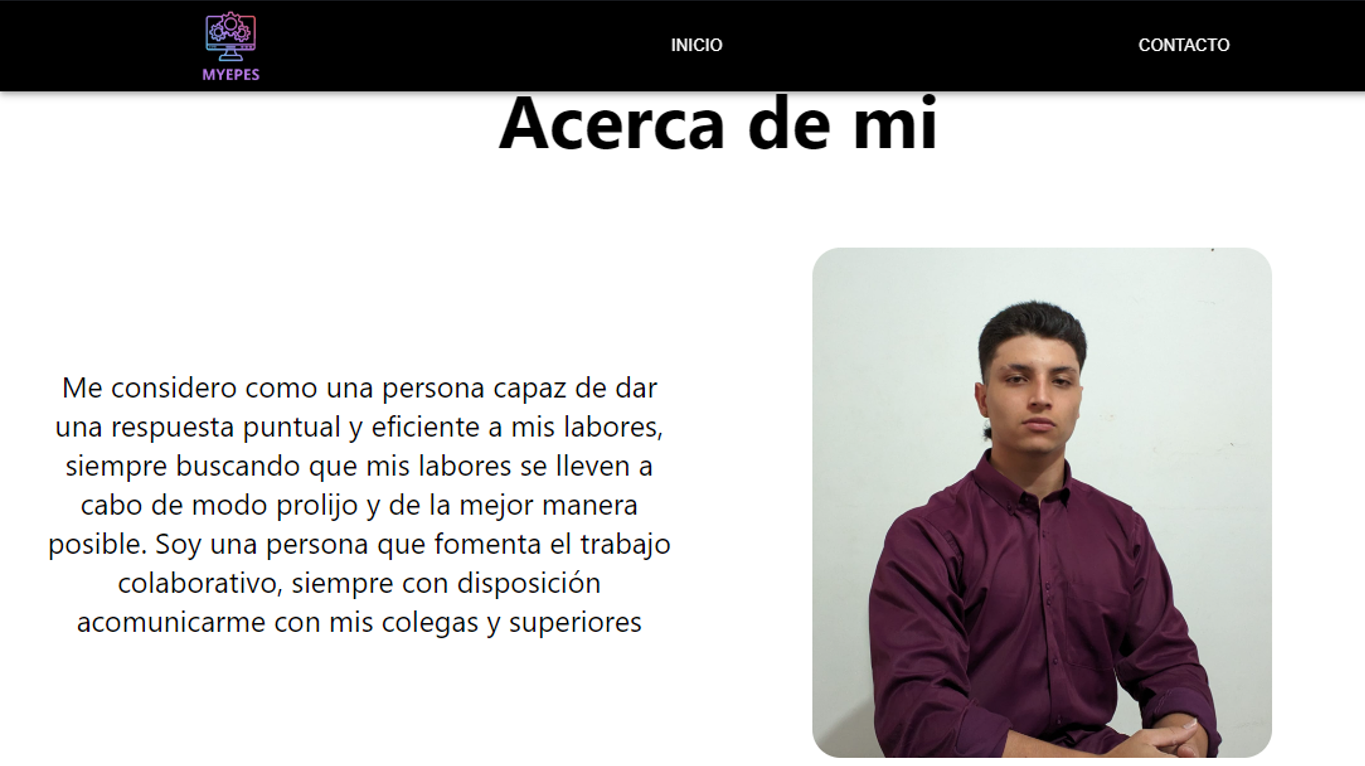 MYEPES
INICIO
CONTACTO
Acerca de mi
Me considero como una persona capaz de dar
una respuesta puntual y eficiente a mis labores,
siempre buscando que mis labores se lleven a
cabo de modo prolijo y de la mejor manera
posible. Soy una persona que fomenta el trabajo
colaborativo, siempre con disposición
acomunicarme con mis colegas y superiores